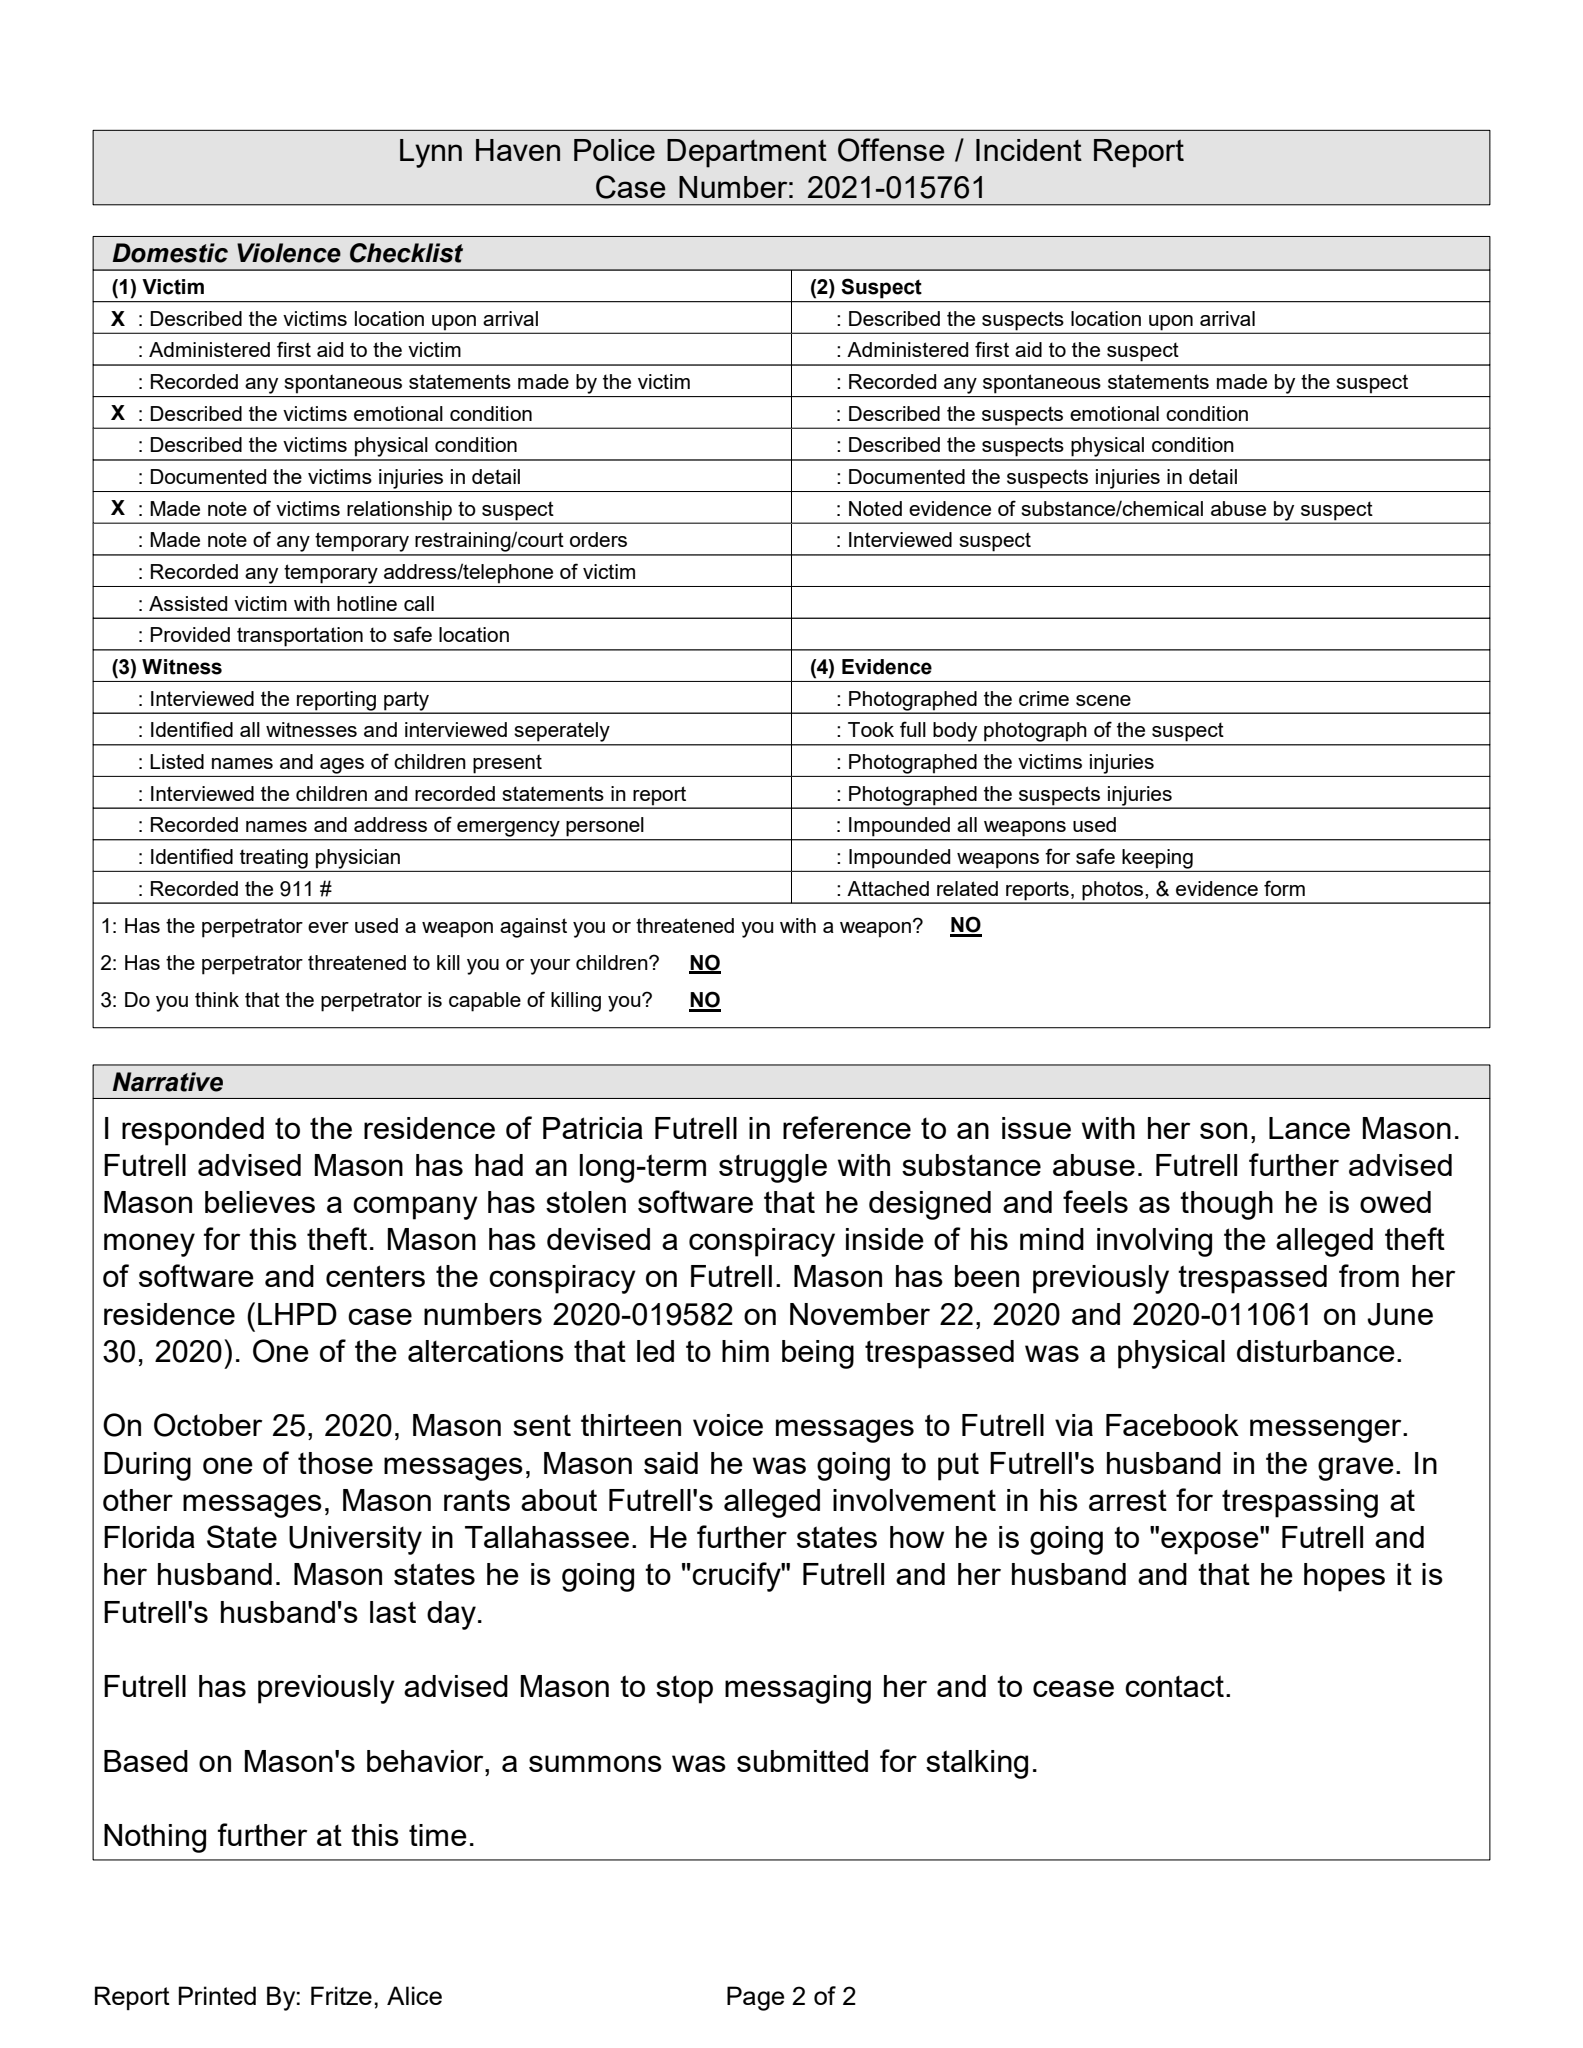 Lynn Haven Police Department Offense / Incident Report
Case Number: 2021-015761
Domestic Violence Checklist
(1) Victim
X : Described the victims location upon arrival
: Administered first aid to the victim
: Recorded any spontaneous statements made by the victim
X : Described the victims emotional condition
: Described the victims physical condition
: Documented the victims injuries in detail
X : Made note of victims relationship to suspect
: Made note of any temporary restraining/court orders
: Recorded any temporary address/telephone of victim
: Assisted victim with hotline call
: Provided transportation to safe location
(2) Suspect
: Described the suspects location upon arrival
: Administered first aid to the suspect
: Recorded any spontaneous statements made by the suspect
: Described the suspects emotional condition
: Described the suspects physical condition
: Documented the suspects injuries in detail
: Noted evidence of substance/chemical abuse by suspect
: Interviewed suspect
(3) Witness
: Interviewed the reporting party
: Identified all witnesses and interviewed seperately
: Listed names and ages of children present
: Interviewed the children and recorded statements in report
: Recorded names and address of emergency personel
: Identified treating physician
: Recorded the 911 #
(4) Evidence
: Photographed the crime scene
: Took full body photograph of the suspect
: Photographed the victims injuries
: Photographed the suspects injuries
: Impounded all weapons used
: Impounded weapons for safe keeping
: Attached related reports, photos, & evidence form
1: Has the perpetrator ever used a weapon against you or threatened you with a weapon? NO
2: Has the perpetrator threatened to kill you or your children? NO
3: Do you think that the perpetrator is capable of killing you? NO
Narrative
I responded to the residence of Patricia Futrell in reference to an issue with her son, Lance Mason.
Futrell advised Mason has had an long-term struggle with substance abuse. Futrell further advised
Mason believes a company has stolen software that he designed and feels as though he is owed
money for this theft. Mason has devised a conspiracy inside of his mind involving the alleged theft
of software and centers the conspiracy on Futrell. Mason has been previously trespassed from her
residence (LHPD case numbers 2020-019582 on November 22, 2020 and 2020-011061 on June
30, 2020). One of the altercations that led to him being trespassed was a physical disturbance.
On October 25, 2020, Mason sent thirteen voice messages to Futrell via Facebook messenger.
During one of those messages, Mason said he was going to put Futrell's husband in the grave. In
other messages, Mason rants about Futrell's alleged involvement in his arrest for trespassing at
Florida State University in Tallahassee. He further states how he is going to "expose" Futrell and
her husband. Mason states he is going to "crucify" Futrell and her husband and that he hopes it is
Futrell's husband's last day.
Futrell has previously advised Mason to stop messaging her and to cease contact.
Based on Mason's behavior, a summons was submitted for stalking.
Nothing further at this time.
Report Printed By: Fritze, Alice
Page 2 of 2